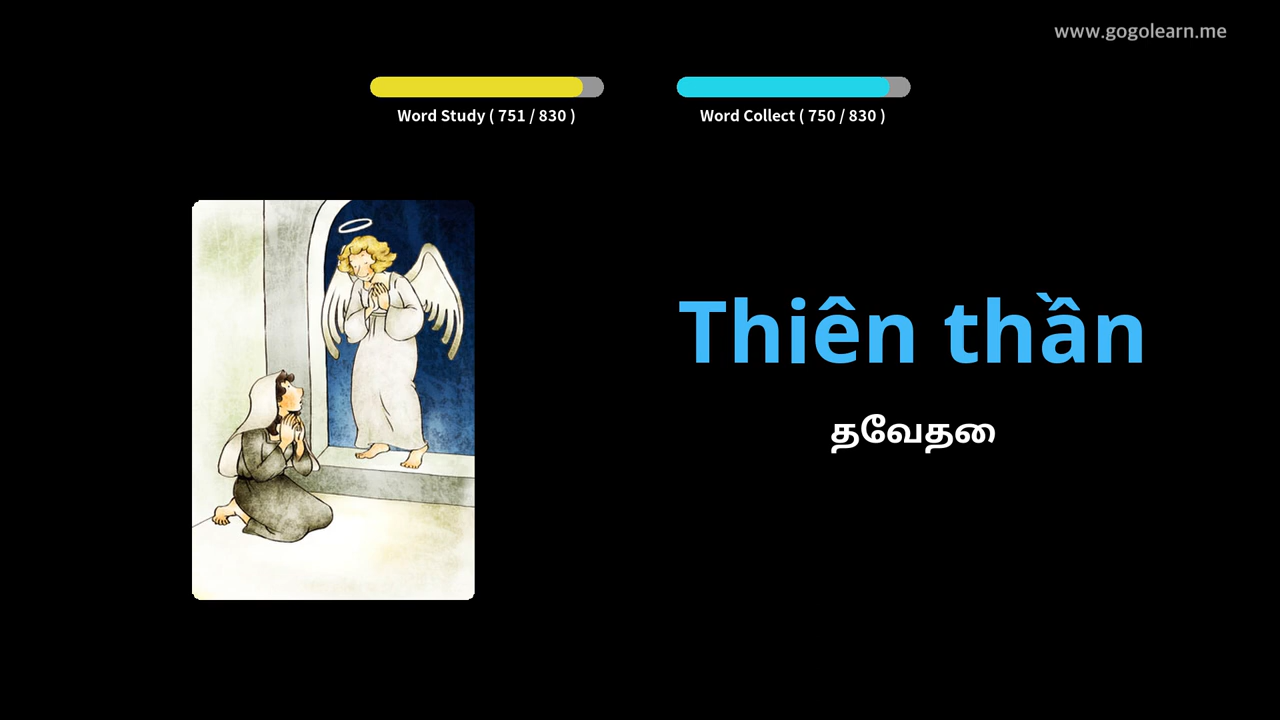 www.gogolearn.me
Word Study ( 751 / 830 )
Word Collect ( 750 / 830 )
Thiên thần
தவேதை